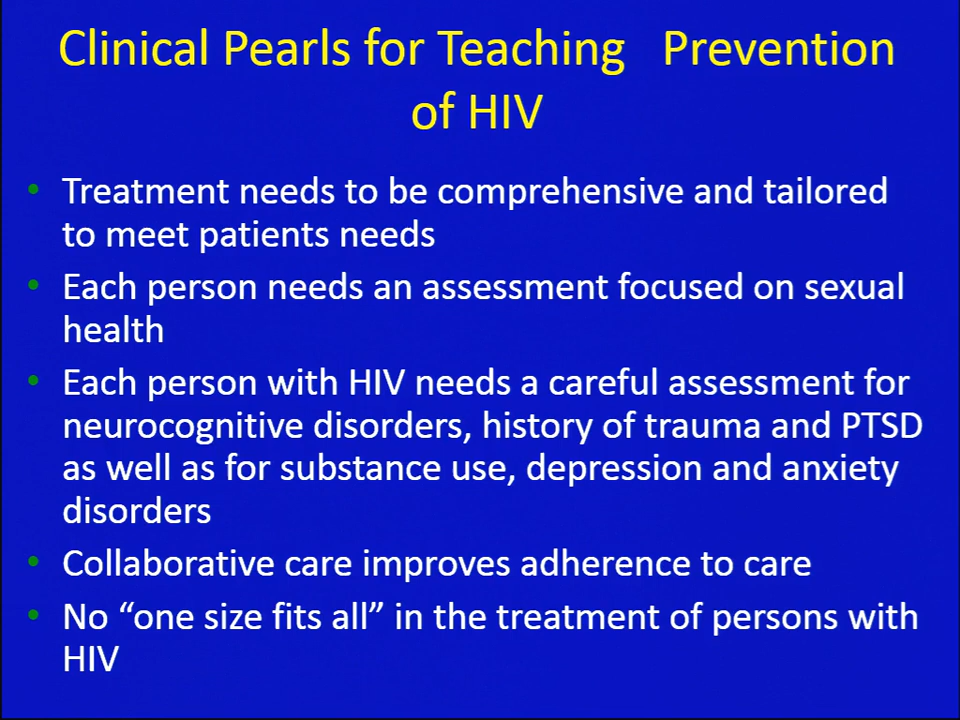 Clinical Pearls for Teaching   Prevention
of HIV
• Treatment needs to be comprehensive and tailored
to meet patients needs
• Each person needs an assessment focused on sexual
health
• Each person with HIV needs a careful assessment for
neurocognitive disorders, history of trauma and PTSD
as well as for substance use, depression and anxiety
disorders
• Collaborative care improves adherence to care
• No “one size fits all” in the treatment of persons with
HIV